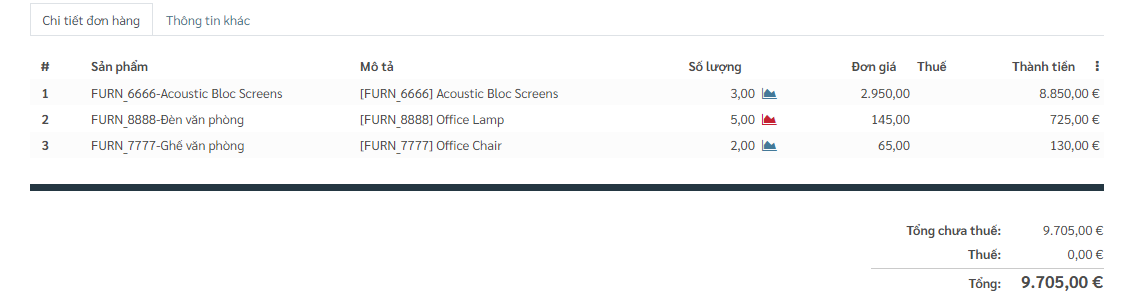 Chi tiết đơn hàng Thông tin khác
# Sản phẩm Mô tả Số lượng Đơn giá Thuế Thành tiền
1 FURN_6666-Acoustic Bloc Screens [FURN_6666] Acoustic Bloc Screens 3,00 2.950,00 8.850,00 €
2 FURN_8888-Đèn văn phòng [FURN_8888] Office Lamp 5,00 145,00 725,00 €
3 FURN_7777-Ghế văn phòng [FURN_7777] Office Chair 2,00 65,00 130,00 €
Tổng chưa thuế: 9.705,00 €
Thuế: 0,00 €
Tổng: 9.705,00 €